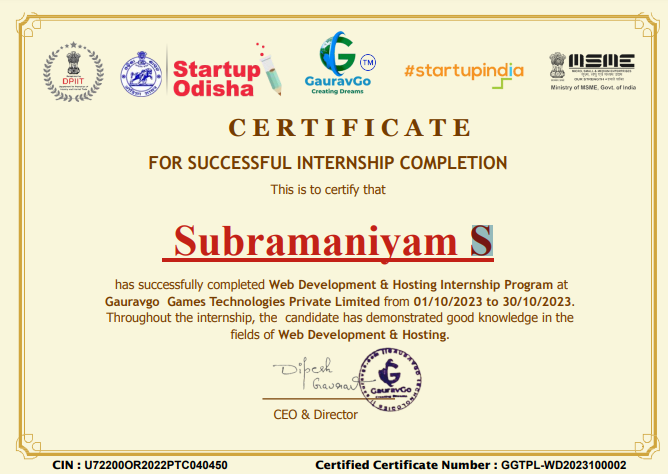 DPIIT
Startup
Odisha
GauravGo
TM
Creating Dreams
#startupindia
MSME
Ministry of MSME, Govt. of India
CERTIFICATE
FOR SUCCESSFUL INTERNSHIP COMPLETION
This is to certify that
Subramaniyam S
has successfully completed Web Development & Hosting Internship Program at
Gauravgo Games Technologies Private Limited from 01/10/2023 to 30/10/2023.
Throughout the internship, the candidate has demonstrated good knowledge in the
fields of Web Development & Hosting.
Dipesh
Gaurav
GauravGo
CEO & Director
CIN : U72200OR2022PTC040450
Certified Certificate Number : GGTPL-WD2023100002